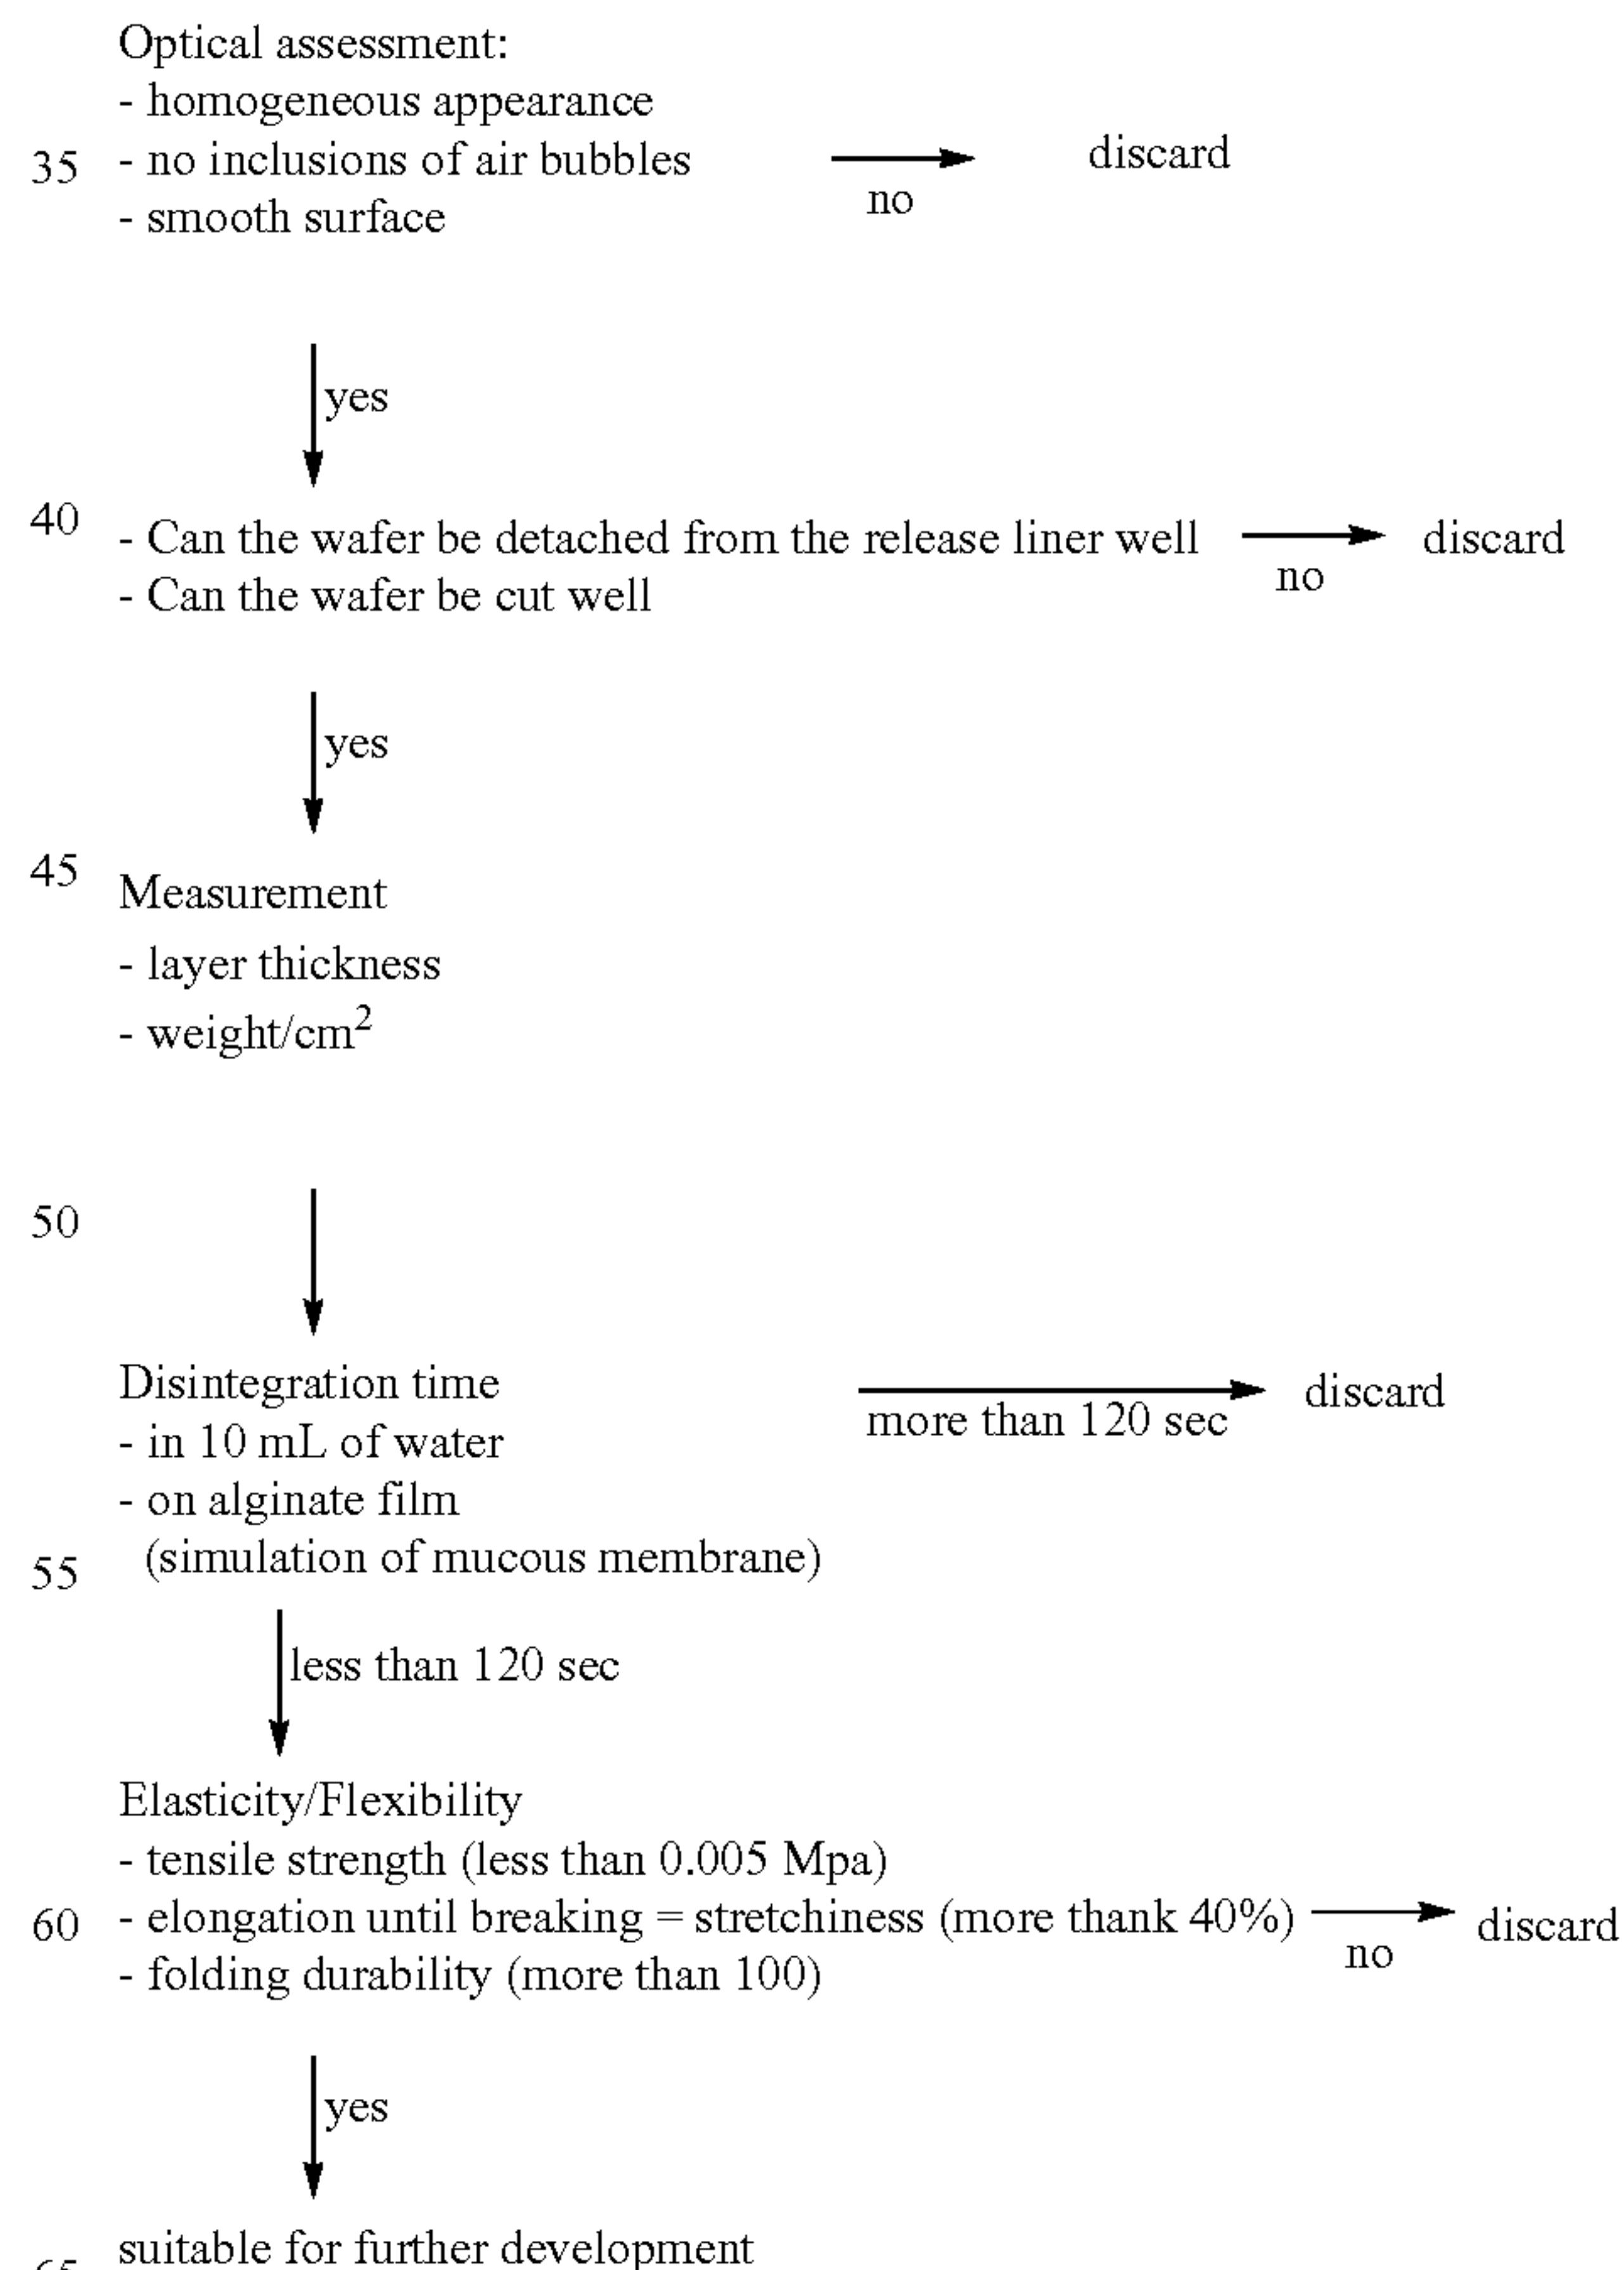 Optical assessment:
- homogeneous appearance
35 - no inclusions of air bubbles no discard
- smooth surface
yes
40 - Can the wafer be detached from the release liner well no discard
- Can the wafer be cut well
yes
45 Measurement
- layer thickness
- weight/cm²
50
Disintegration time more than 120 sec discard
- in 10 mL of water
- on alginate film
55 (simulation of mucous membrane)
less than 120 sec
Elasticity/Flexibility
- tensile strength (less than 0.005 Mpa)
60 - elongation until breaking = stretchiness (more thank 40%) no discard
- folding durability (more than 100)
yes
65 suitable for further development